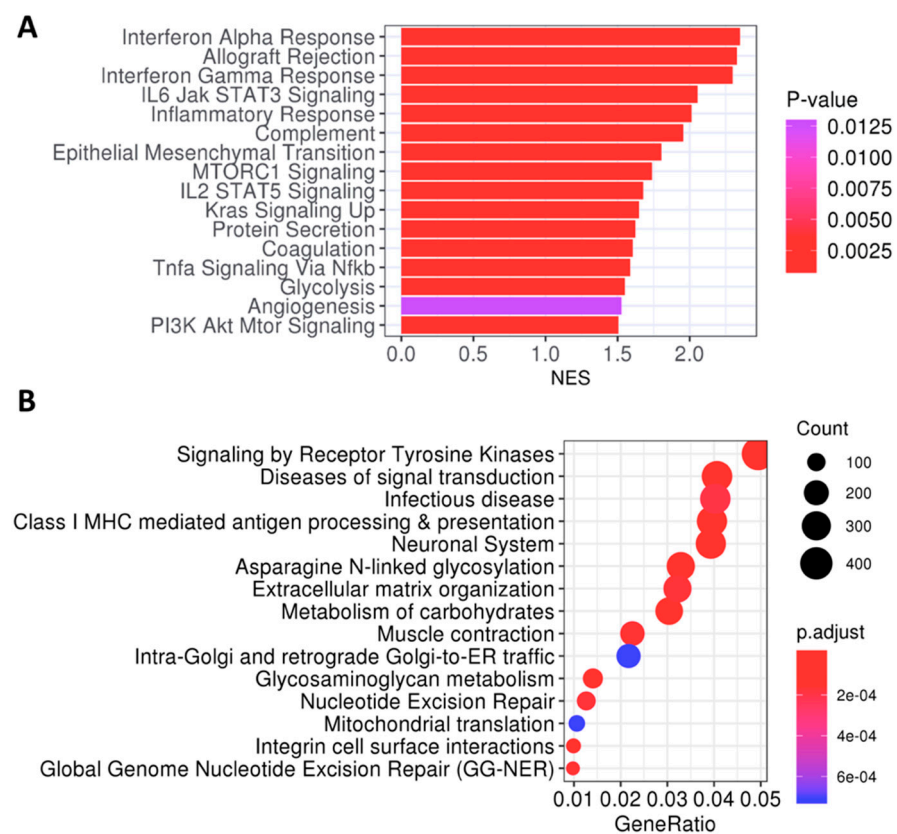 A
Interferon Alpha Response
Allograft Rejection
Interferon Gamma Response
IL6 Jak STAT3 Signaling
Inflammatory Response
Complement
Epithelial Mesenchymal Transition
MTORC1 Signaling
IL2 STAT5 Signaling
Kras Signaling Up
Protein Secretion
Coagulation
Tnfa Signaling Via Nfkb
Glycolysis
Angiogenesis
PI3K Akt Mtor Signaling
0.0 0.5 1.0 1.5 2.0
NES
P-value
0.0125
0.0100
0.0075
0.0050
0.0025
B
Signaling by Receptor Tyrosine Kinases
Diseases of signal transduction
Infectious disease
Class I MHC mediated antigen processing & presentation
Neuronal System
Asparagine N-linked glycosylation
Extracellular matrix organization
Metabolism of carbohydrates
Muscle contraction
Intra-Golgi and retrograde Golgi-to-ER traffic
Glycosaminoglycan metabolism
Nucleotide Excision Repair
Mitochondrial translation
Integrin cell surface interactions
Global Genome Nucleotide Excision Repair (GG-NER)
0.01 0.02 0.03 0.04 0.05
GeneRatio
Count
100
200
300
400
p.adjust
2e-04
4e-04
6e-04